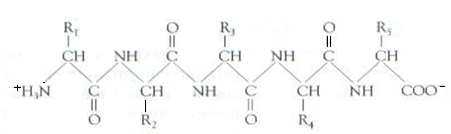 R₁ O R₃ O R₅
CH NH CH NH CH
⁺H₃N CH NH CH NH COO⁻
O R₂ O R₄